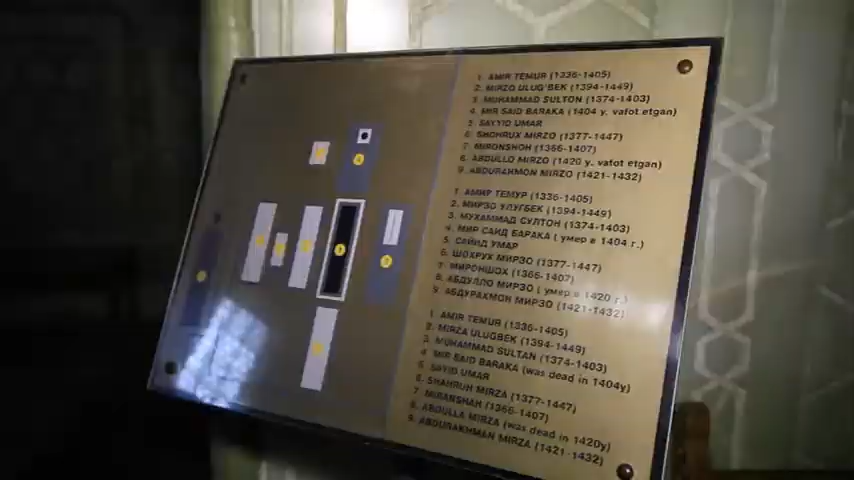 1. AMIR TEMUR (1336-1405)
2. MIRZO ULUG'BEK (1394-1449)
3. MUHAMMAD SULTON (1374-1403)
4. MIR SAID BARAKA (1404 y. vafot etgan)
5. SAYYID UMAR
6. SHOHRUX MIRZO (1377-1447)
7. MIRONSHOH (1366-1407)
8. ABDULLO MIRZO (1420 y. vafot etgan)
9. ABDURAHMON MIRZO (1421-1432)
1. АМИР ТЕМУР (1336-1405)
2. МИРЗО УЛУГБЕК (1394-1449)
3. МУХАММАД СУЛТОН (1374-1403)
4. МИР САИД БАРАКА ( умер в 1404 г.)
5. САЙИД УМАР
6. ШОХРУХ МИРЗО (1377-1447)
7. МИРОНШОХ (1366-1407)
8. АБДУЛЛО МИРЗО ( умер в 1420 г.)
9. АБДУРАХМОН МИРЗО (1421-1432)
1. AMIR TEMUR (1336-1405)
2. MIRZA ULUGBEK (1394-1449)
3. MUHAMMAD SULTAN (1374-1403)
4. MIR SAID BARAKA (was dead in 1404y)
5. SAYID UMAR
6. SHAHRUH MIRZA (1377-1447)
7. MIRANSHAH (1366-1407)
8. ABDULLA MIRZA (was dead in 1420y)
9. ABDURAKHMAN MIRZA (1421-1432)